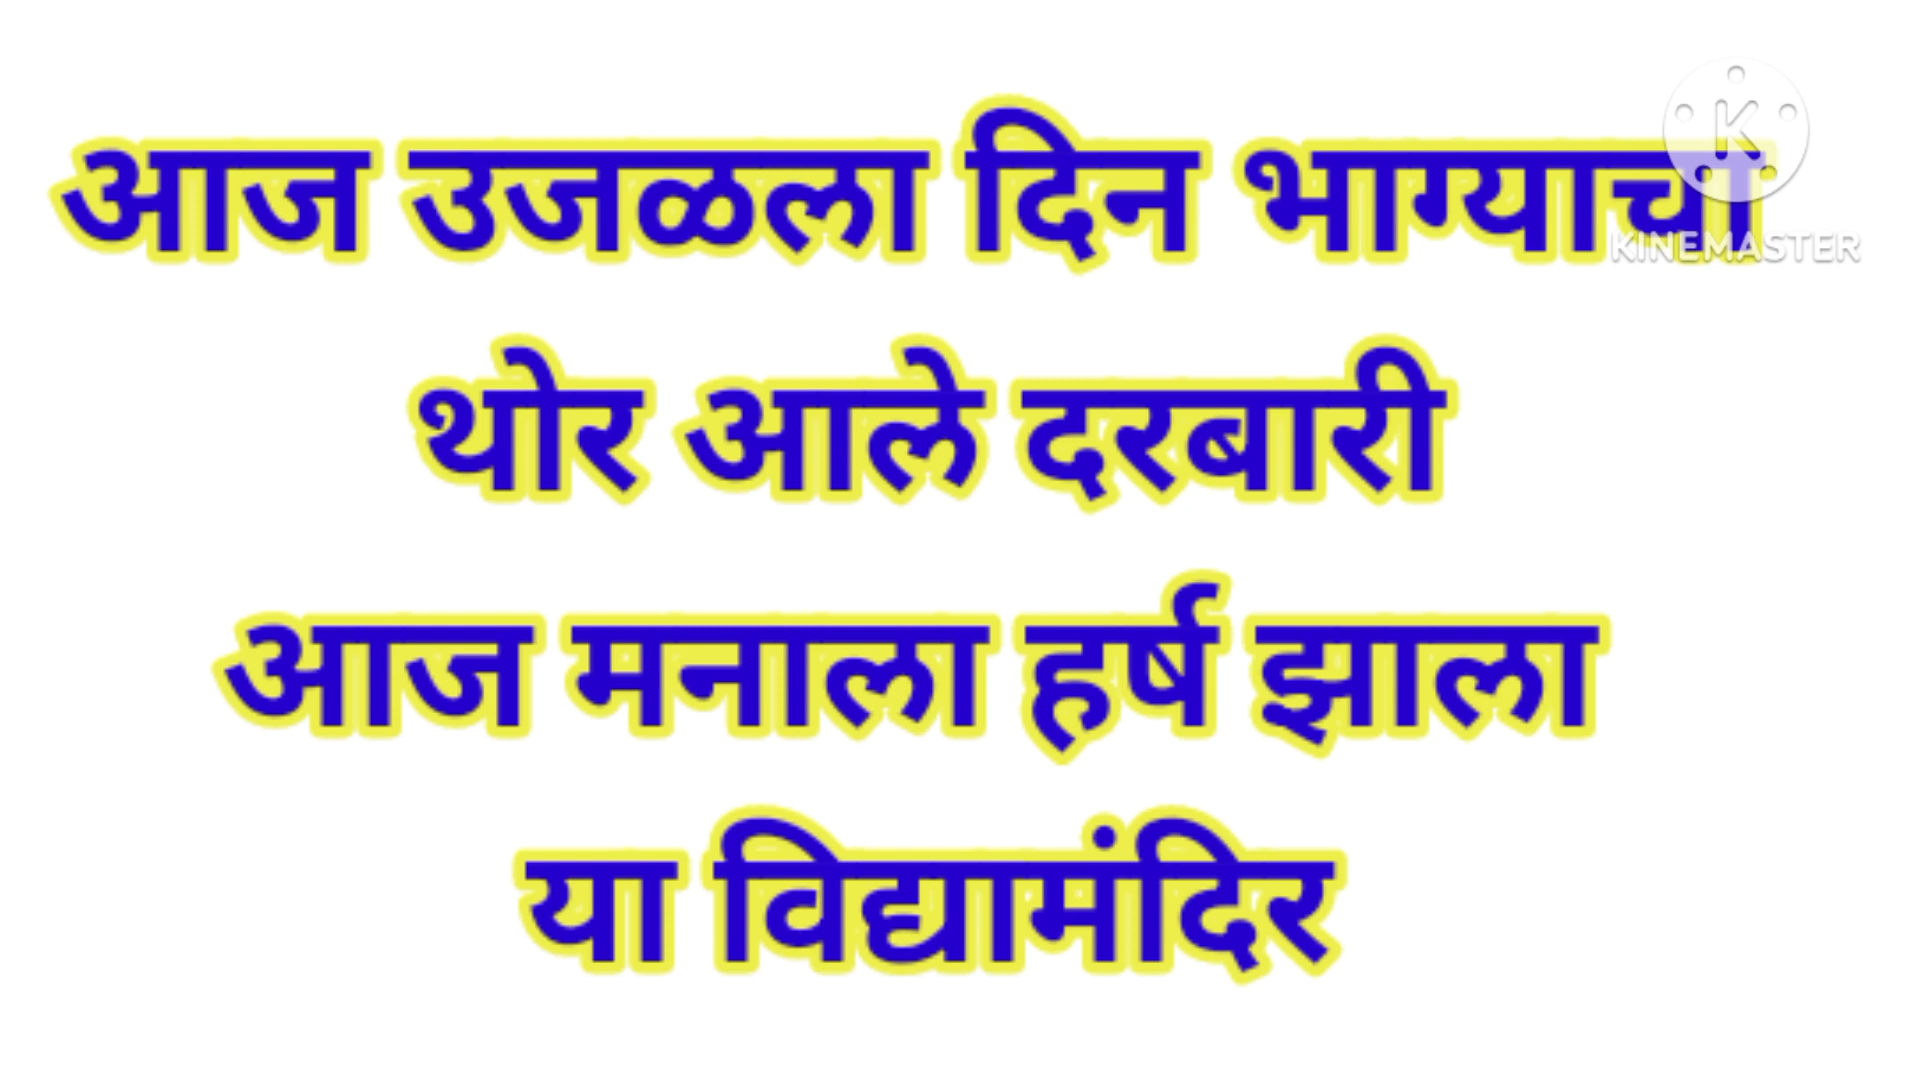 आज उजळला दिन भाग्याचा
थोर आले दरबारी
आज मनाला हर्ष झाला
या विद्यामंदिर
K
KINEMASTER